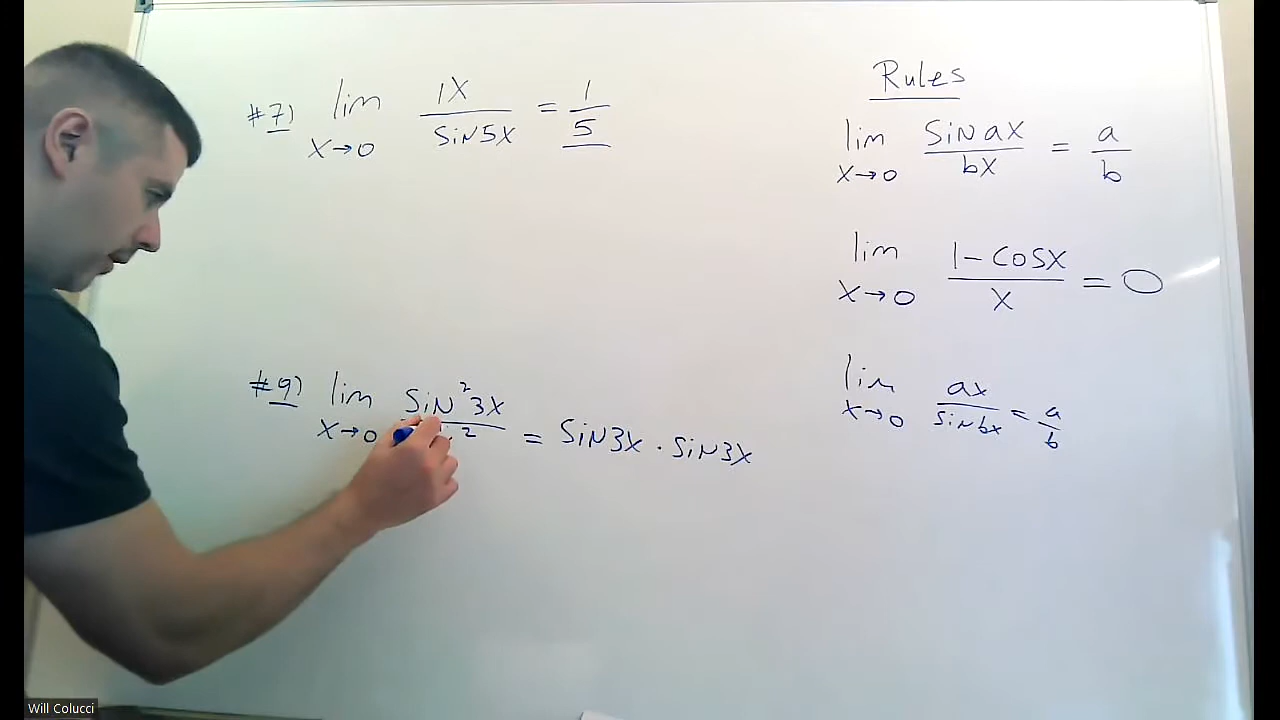 #7) lim x→0 1x / sin5x = 1/5
Rules
lim x→0 sin ax / bx = a/b
lim x→0 1 - cosx / x = 0
lim x→0 ax / sin bx = a/b
#9) lim x→0 sin²3x / ² = sin3x · sin3x
Will Colucci